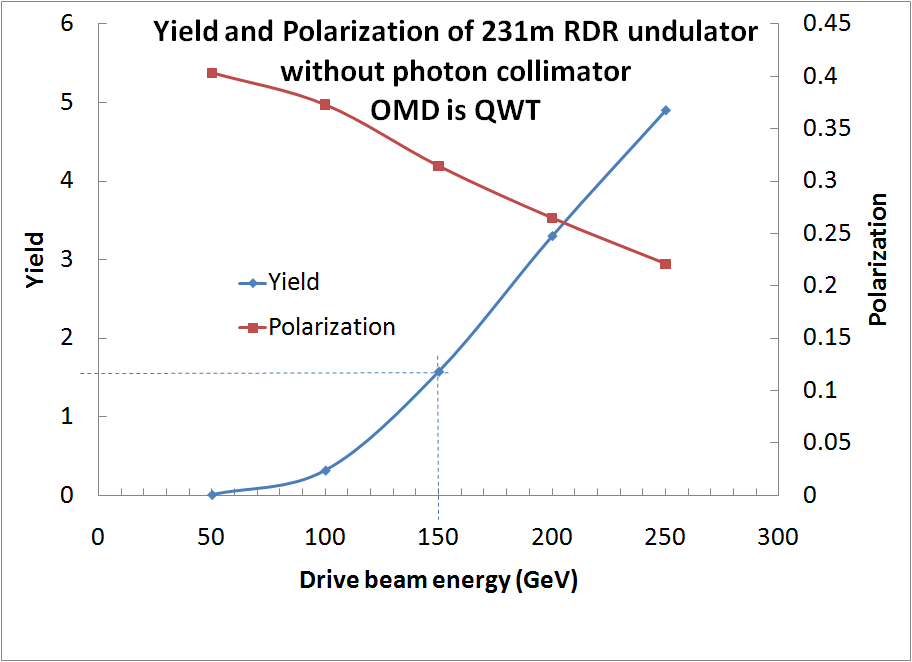 Yield and Polarization of 231m RDR undulator
without photon collimator
OMD is QWT
6
5
4
3
2
1
0
Yield
0.45
0.4
0.35
0.3
0.25
0.2
0.15
0.1
0.05
0
Polarization
Yield
Polarization
0 50 100 150 200 250 300
Drive beam energy (GeV)